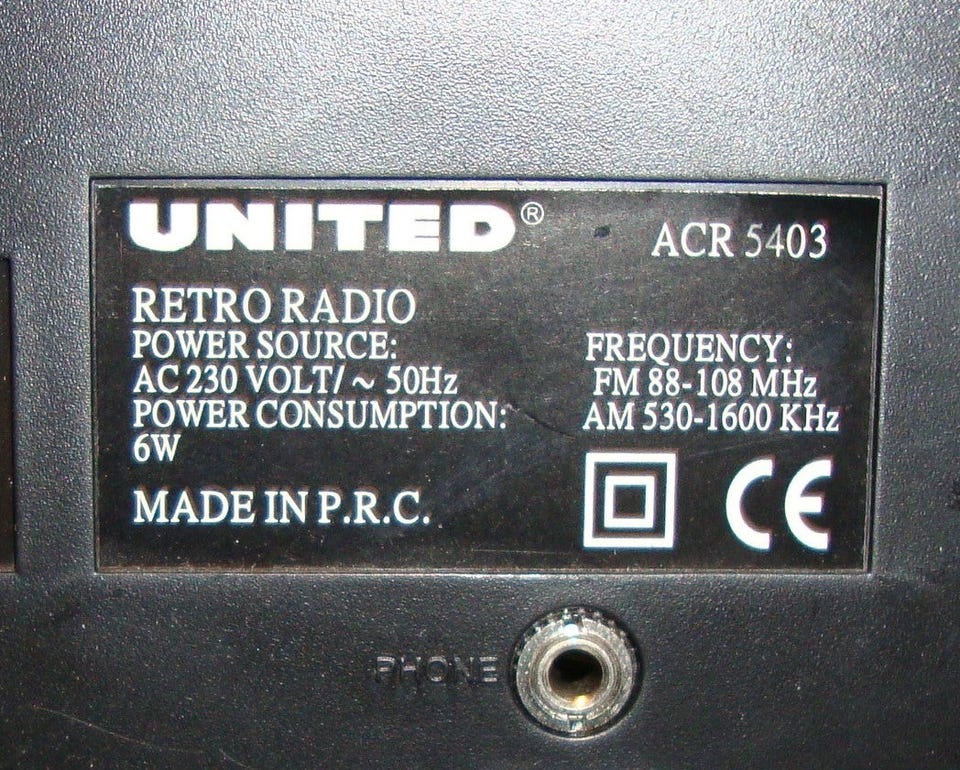 UNITED® ACR 5403
RETRO RADIO
POWER SOURCE:
AC 230 VOLT/ ~ 50Hz
POWER CONSUMPTION:
6W
MADE IN P.R.C.
FREQUENCY:
FM 88-108 MHz
AM 530-1600 KHz
CE
PHONE